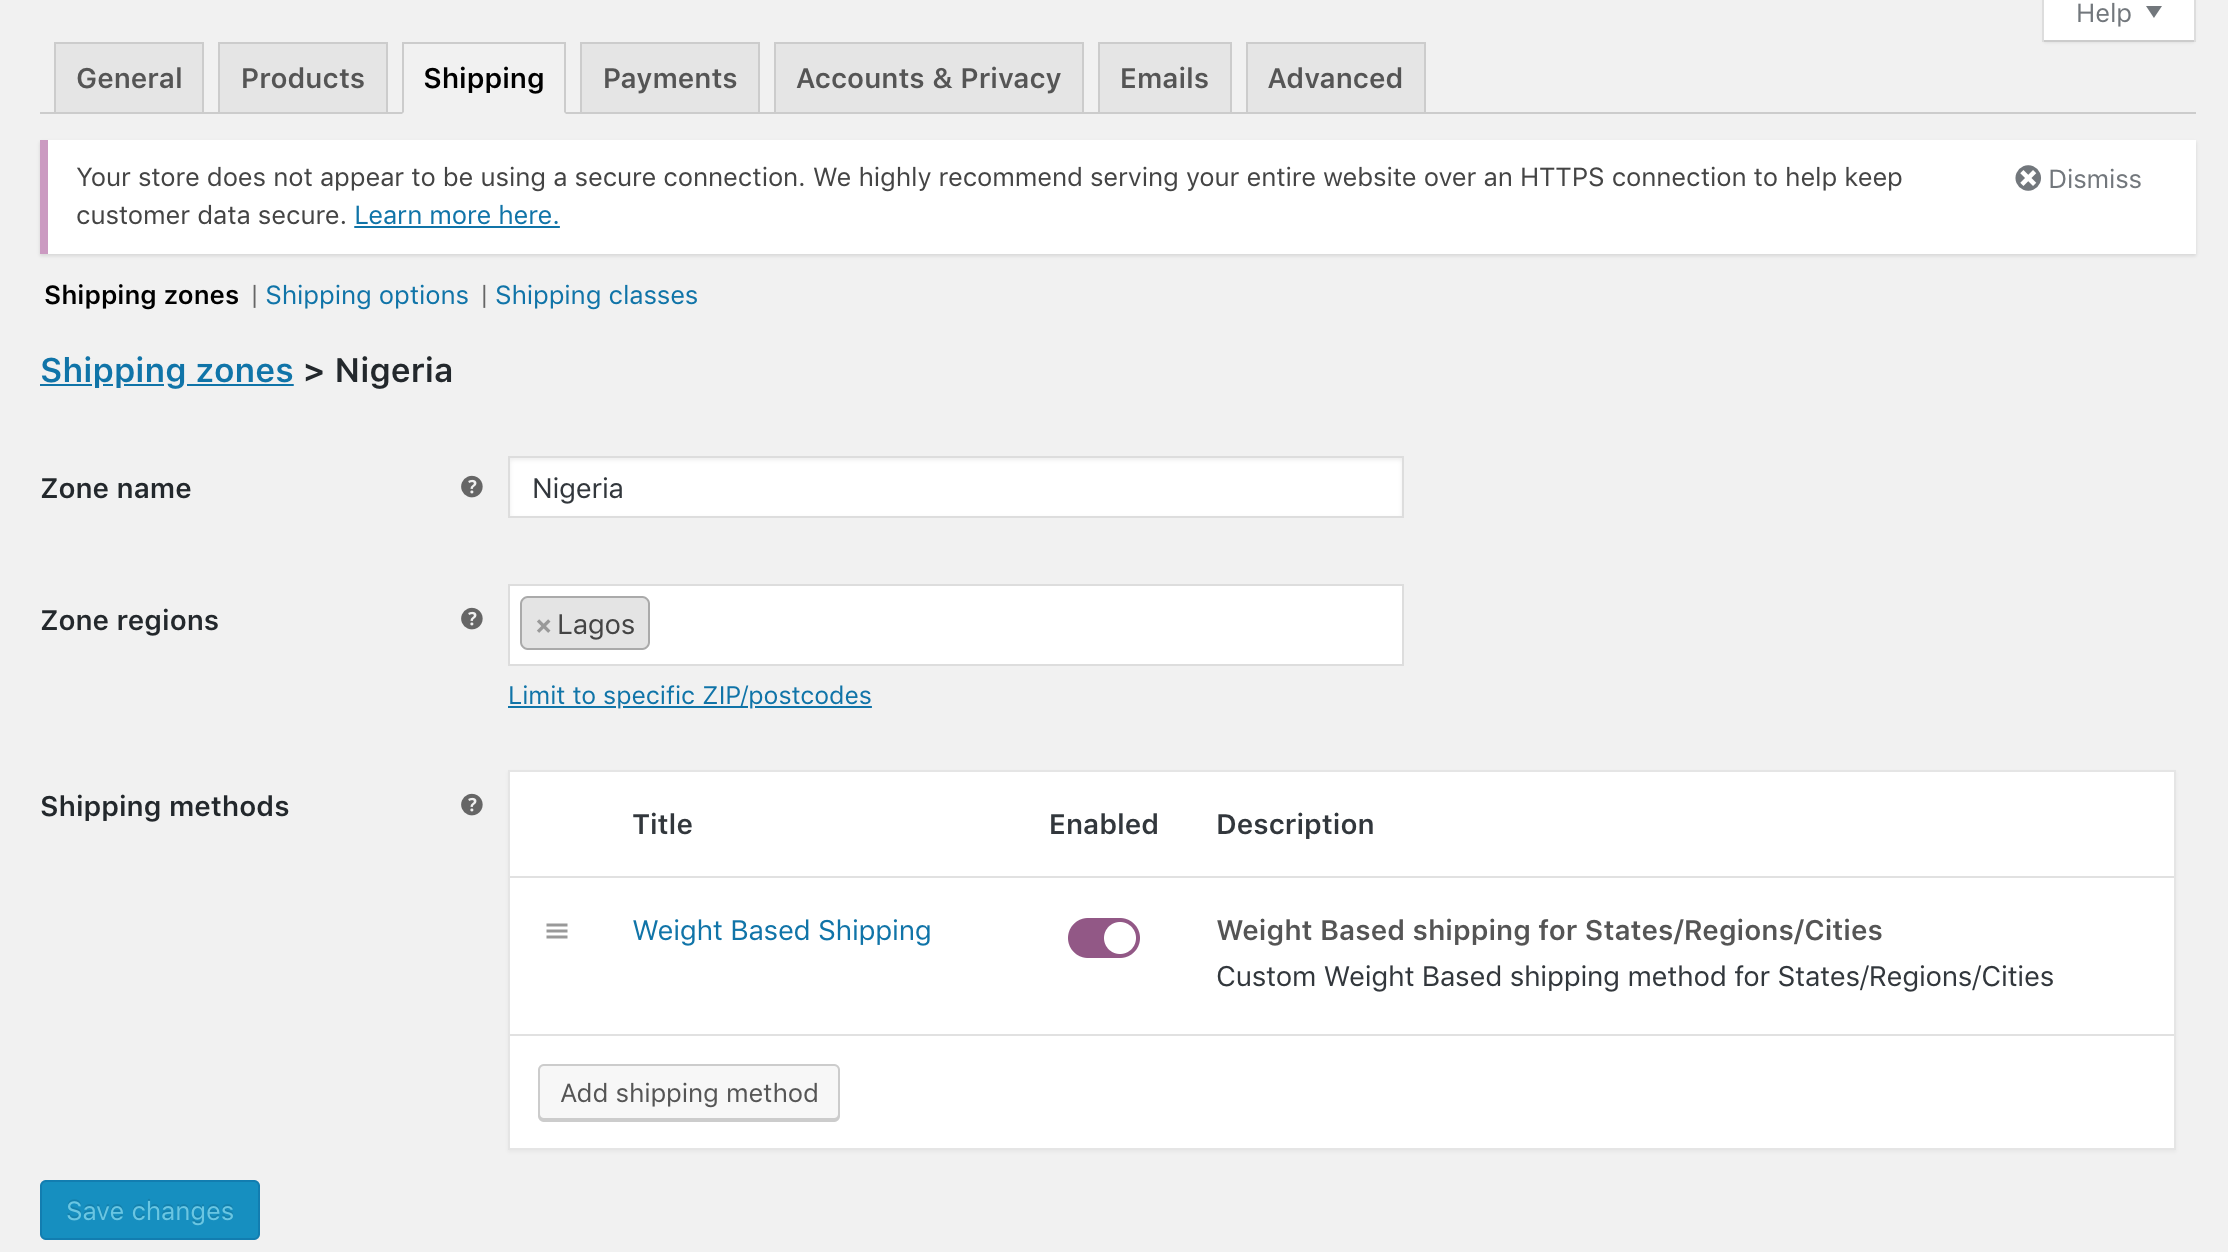 Help
General
Products
Shipping
Payments
Accounts & Privacy
Emails
Advanced
Your store does not appear to be using a secure connection. We highly recommend serving your entire website over an HTTPS connection to help keep
customer data secure. Learn more here.
Dismiss
Shipping zones | Shipping options | Shipping classes
Shipping zones > Nigeria
Zone name
Nigeria
Zone regions
× Lagos
Limit to specific ZIP/postcodes
Shipping methods
Title
Enabled
Description
Weight Based Shipping
Weight Based shipping for States/Regions/Cities
Custom Weight Based shipping method for States/Regions/Cities
Add shipping method
Save changes